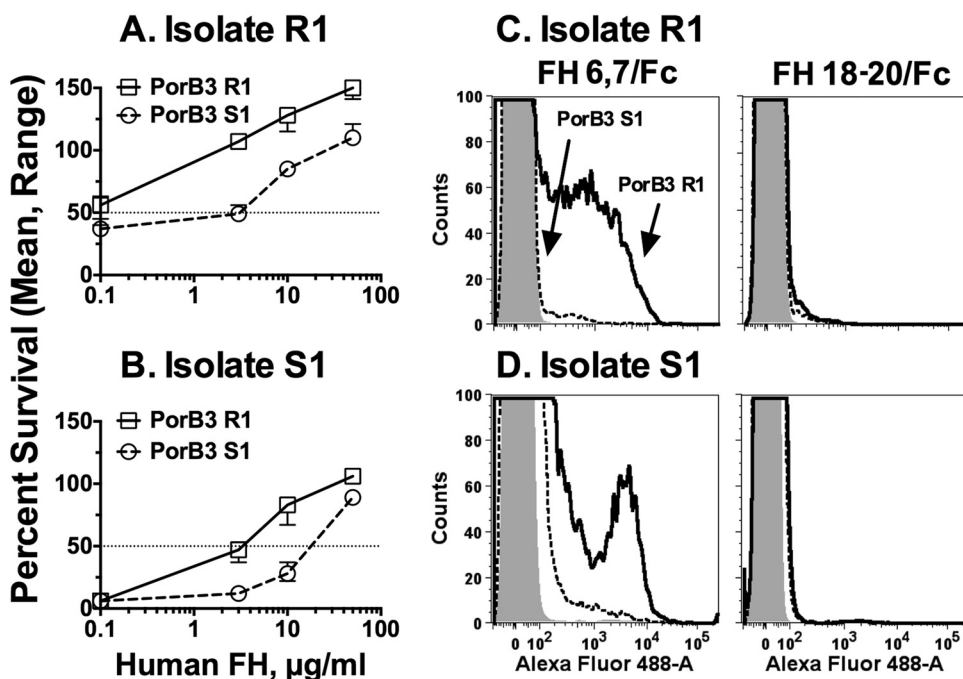 A. Isolate R1
PorB3 R1
PorB3 S1
150
100
50
0
0.1
1
10
100
B. Isolate S1
PorB3 R1
PorB3 S1
150
100
50
0
0.1
1
10
100
Percent Survival (Mean, Range)
Human FH, µg/ml
C. Isolate R1
FH 6,7/Fc
FH 18-20/Fc
PorB3 S1
PorB3 R1
Counts
100
80
60
40
20
0
D. Isolate S1
Counts
100
80
60
40
20
0
0 10² 10³ 10⁴ 10⁵
Alexa Fluor 488-A
0 10² 10³ 10⁴ 10⁵
Alexa Fluor 488-A